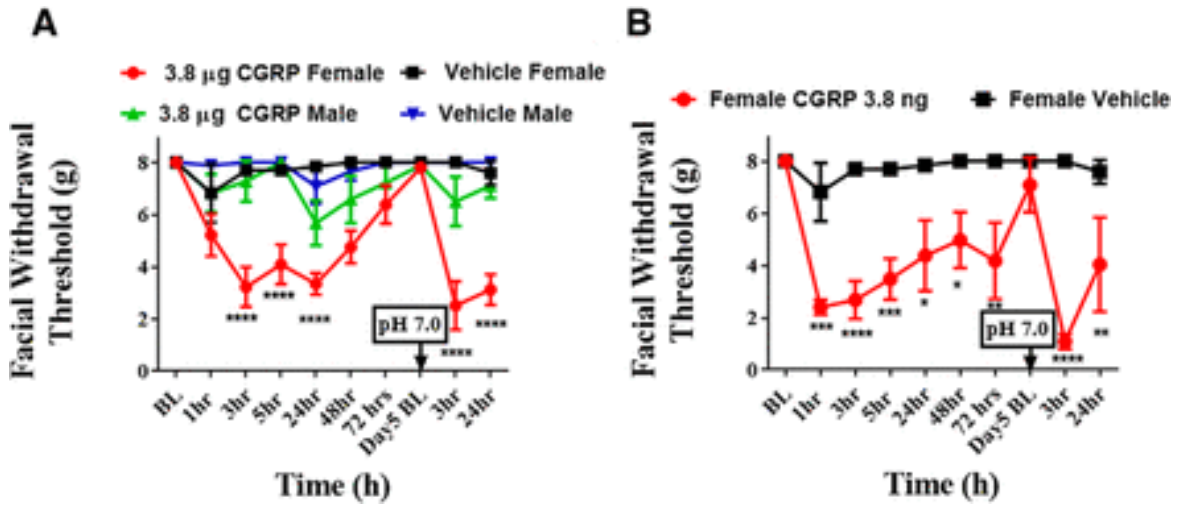 A
3.8 μg CGRP Female
Vehicle Female
3.8 μg CGRP Male
Vehicle Male
Facial Withdrawal
Threshold (g)
8
6
4
2
0
****
****
****
pH 7.0
****
****
BL
1hr
3hr
5hr
24hr
48hr
72 hrs
Day5 BL
3hr
24hr
Time (h)
B
Female CGRP 3.8 ng
Female Vehicle
Facial Withdrawal
Threshold (g)
8
6
4
2
0
***
****
***
*
*
**
pH 7.0
****
**
BL
1hr
3hr
5hr
24hr
48hr
72 hrs
Day5 BL
3hr
24hr
Time (h)